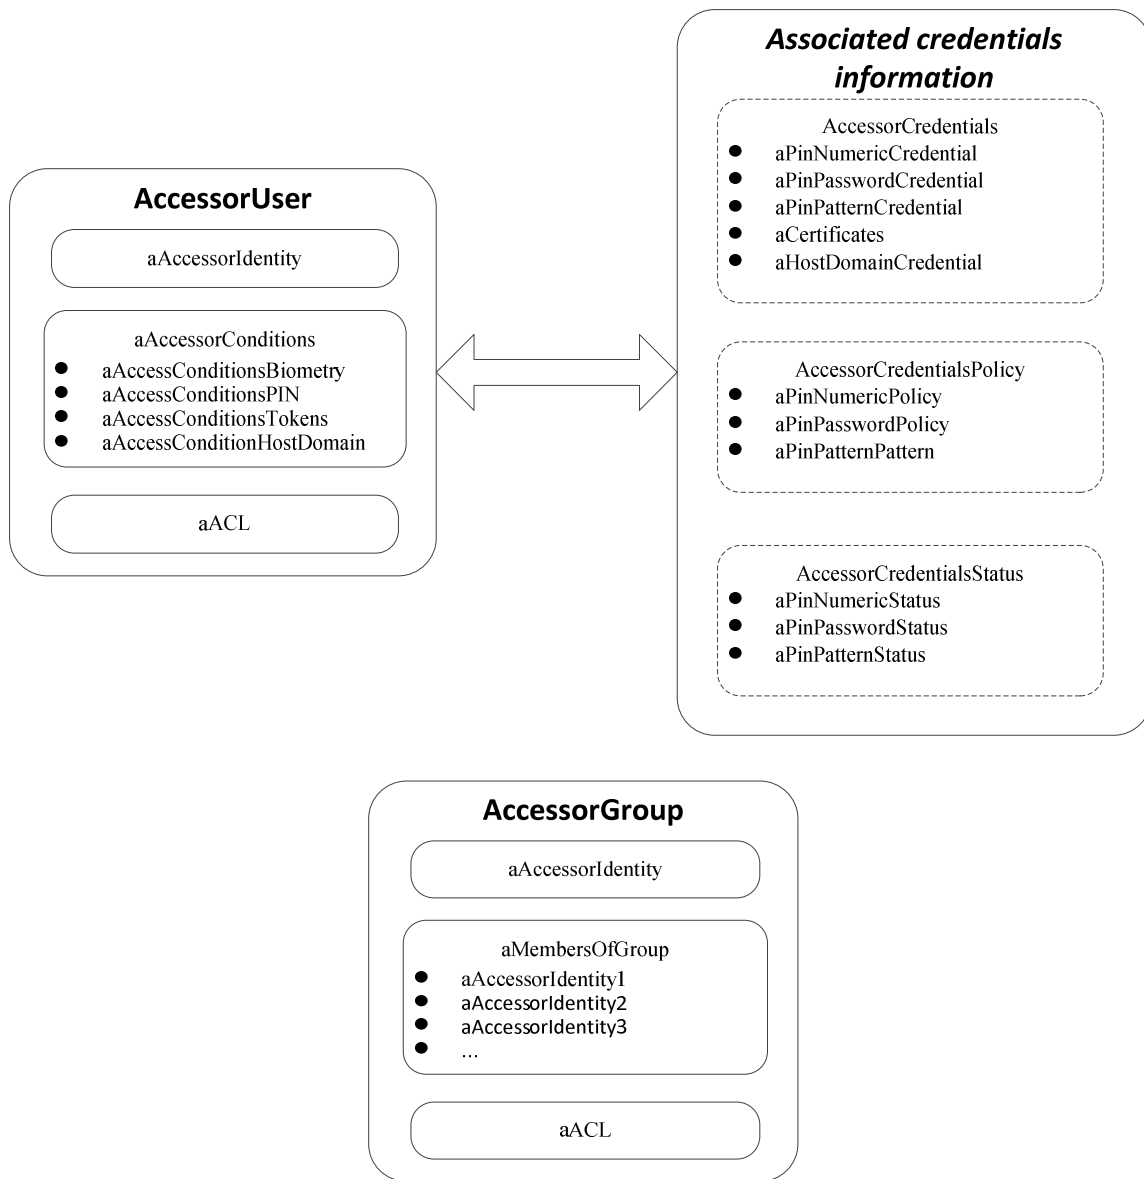 AccessorUser
aAccessorIdentity
aAccessorConditions
● aAccessConditionsBiometry
● aAccessConditionsPIN
● aAccessConditionsTokens
● aAccessConditionHostDomain
aACL
Associated credentials
information
AccessorCredentials
● aPinNumericCredential
● aPinPasswordCredential
● aPinPatternCredential
● aCertificates
● aHostDomainCredential
AccessorCredentialsPolicy
● aPinNumericPolicy
● aPinPasswordPolicy
● aPinPatternPattern
AccessorCredentialsStatus
● aPinNumericStatus
● aPinPasswordStatus
● aPinPatternStatus
AccessorGroup
aAccessorIdentity
aMembersOfGroup
● aAccessorIdentity1
● aAccessorIdentity2
● aAccessorIdentity3
● ...
aACL